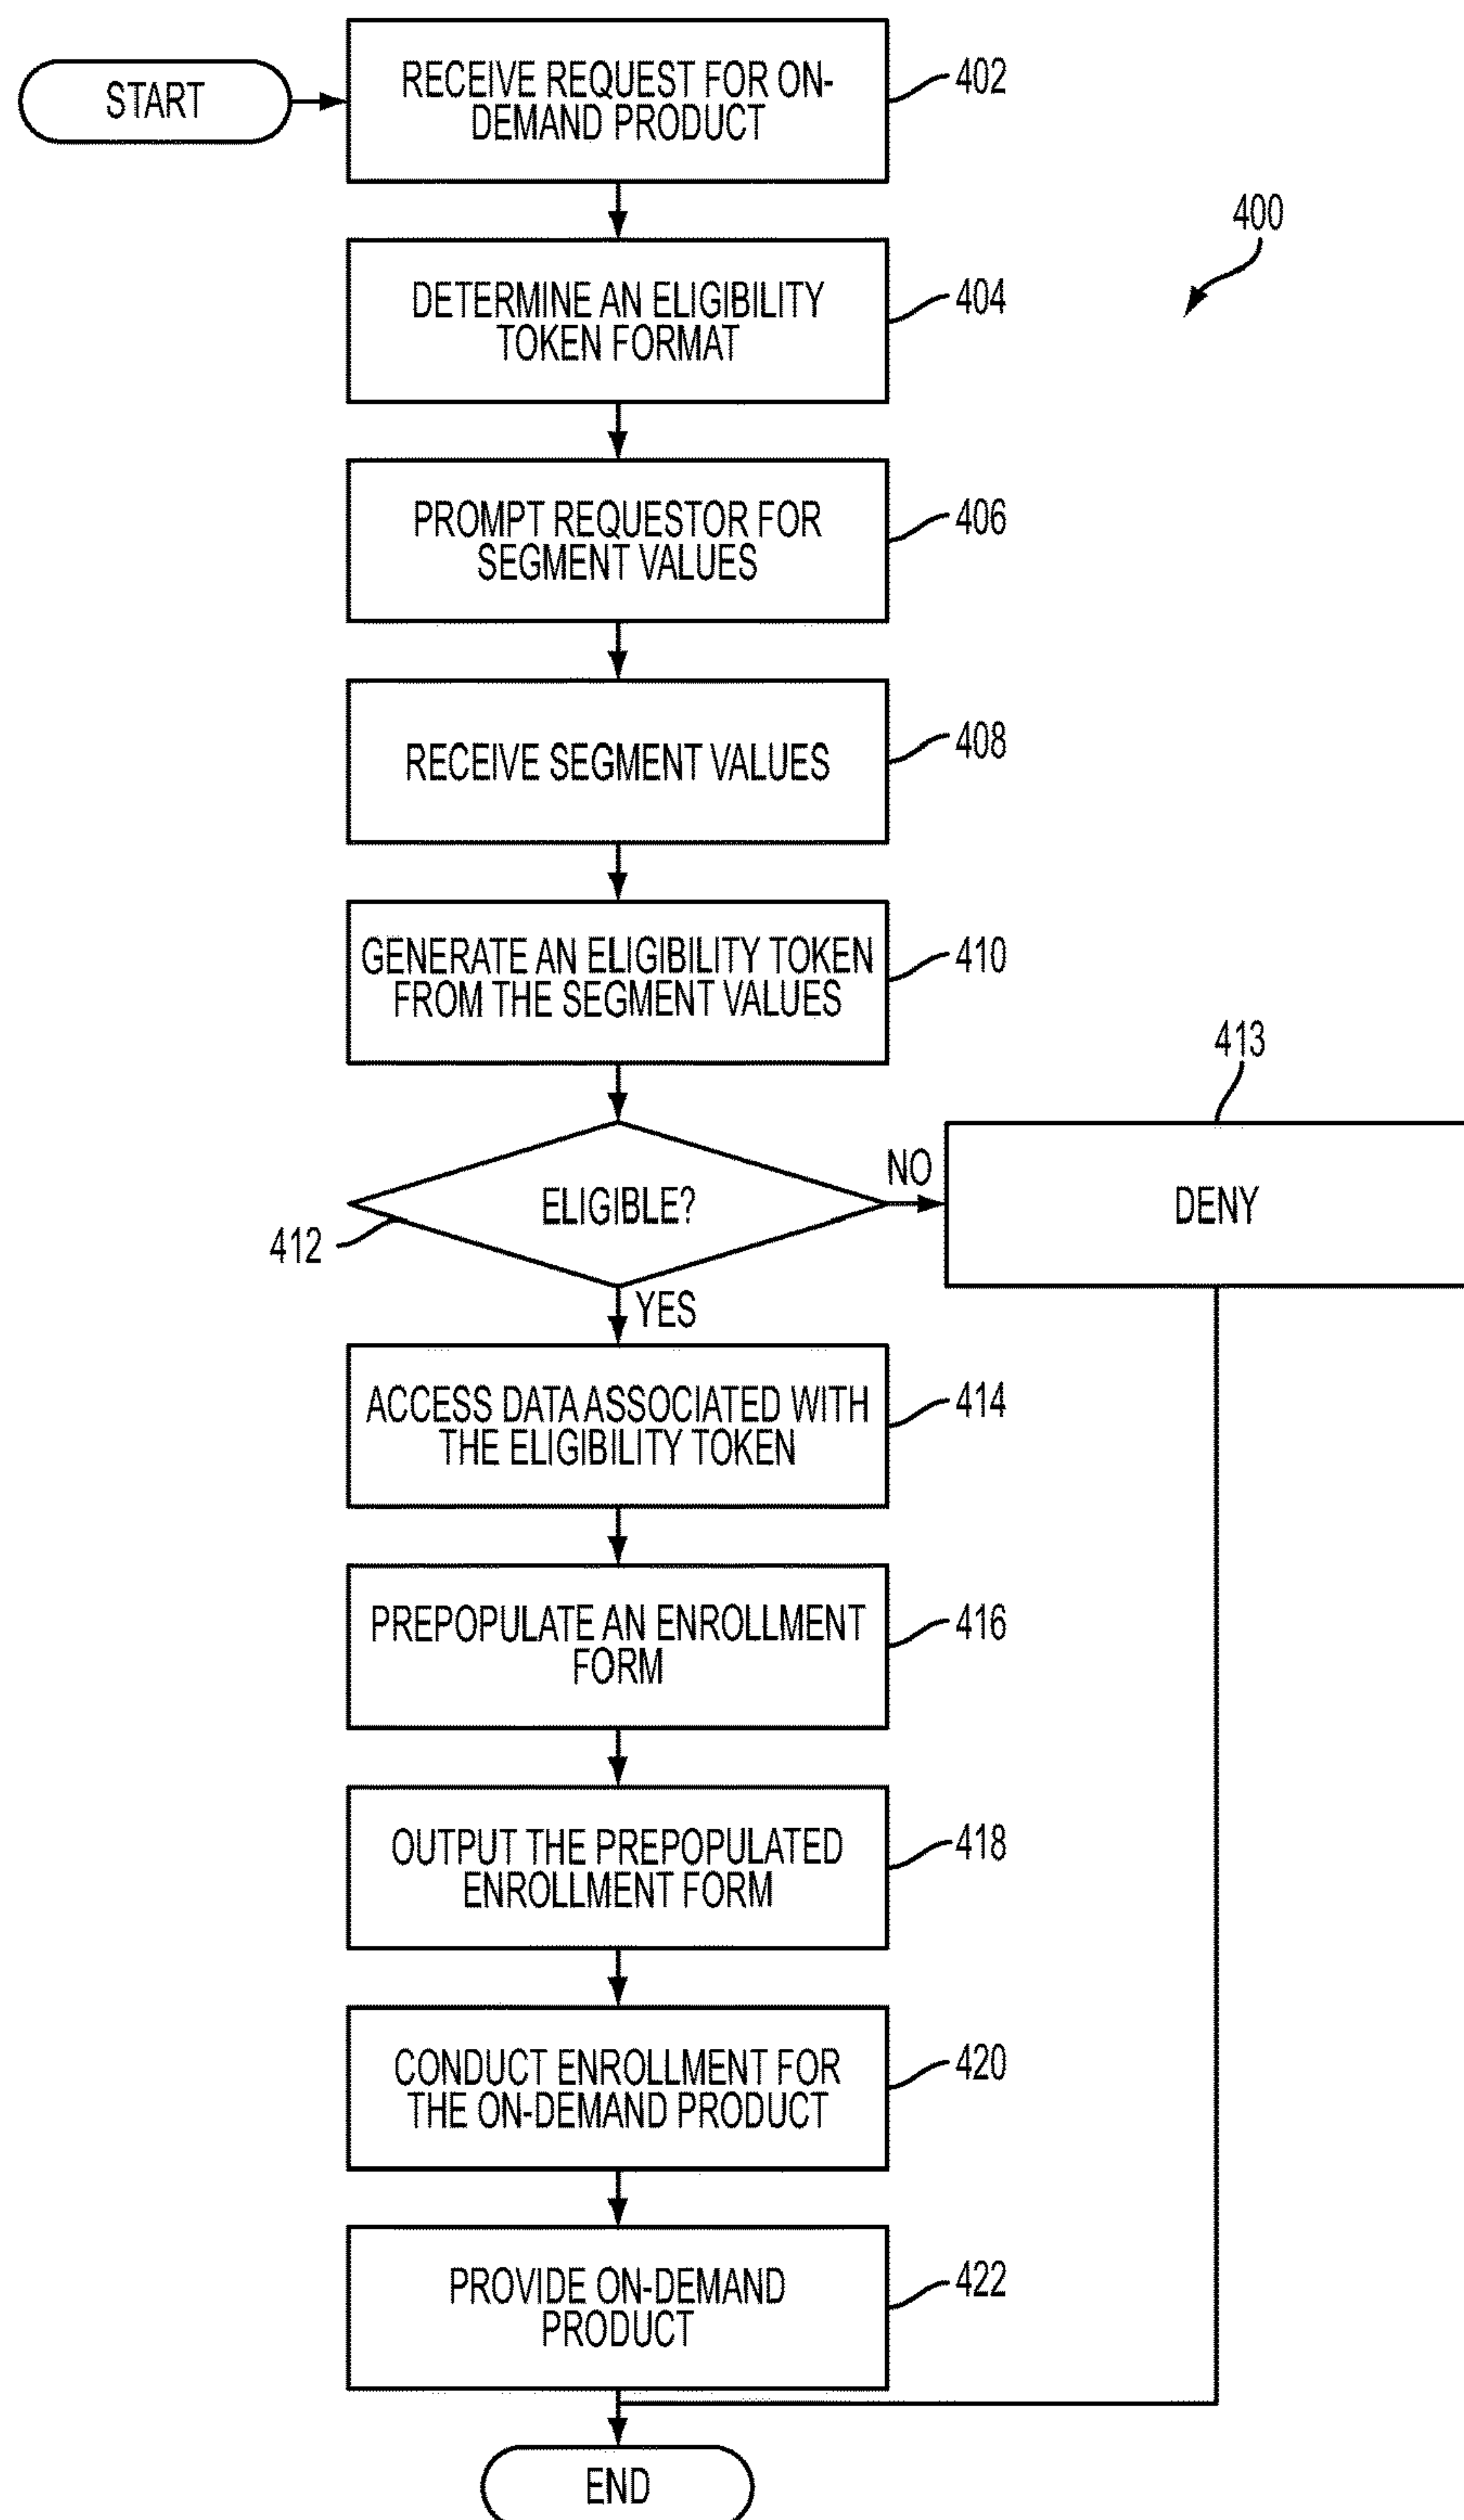 START
RECEIVE REQUEST FOR ON-
DEMAND PRODUCT
402
400
DETERMINE AN ELIGIBILITY
TOKEN FORMAT
404
PROMPT REQUESTOR FOR
SEGMENT VALUES
406
RECEIVE SEGMENT VALUES
408
GENERATE AN ELIGIBILITY TOKEN
FROM THE SEGMENT VALUES
410
413
ELIGIBLE?
NO
DENY
412
YES
ACCESS DATA ASSOCIATED WITH
THE ELIGIBILITY TOKEN
414
PREPOPULATE AN ENROLLMENT
FORM
416
OUTPUT THE PREPOPULATED
ENROLLMENT FORM
418
CONDUCT ENROLLMENT FOR
THE ON-DEMAND PRODUCT
420
PROVIDE ON-DEMAND
PRODUCT
422
END